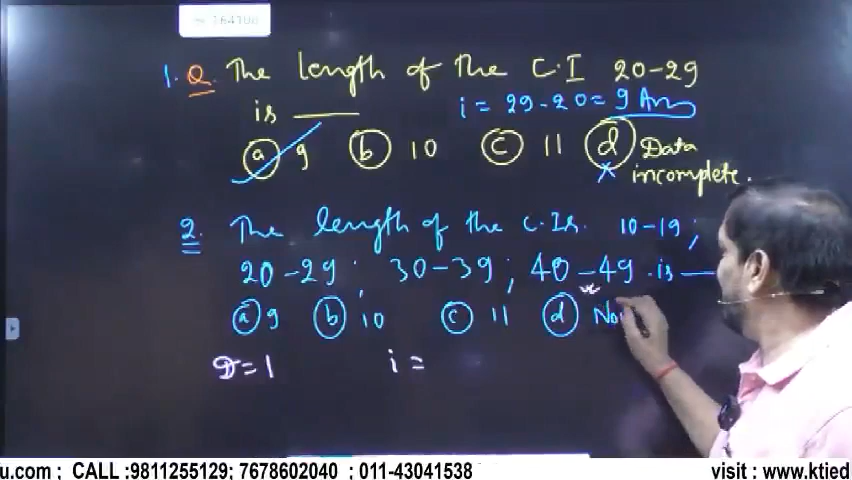 164100
1. Q. The length of the C.I 20-29
is ____ i = 29-20 = 9 Ans
(a) 9 (b) 10 (c) 11 (d) Data incomplete.
2. The length of the C.Is. 10-19;
20-29; 30-39; 40-49 is —
(a) 9 (b) 10 (c) 11 (d)
D=1 i =
u.com ; CALL :9811255129; 7678602040 ; 011-43041538 visit : www.ktied